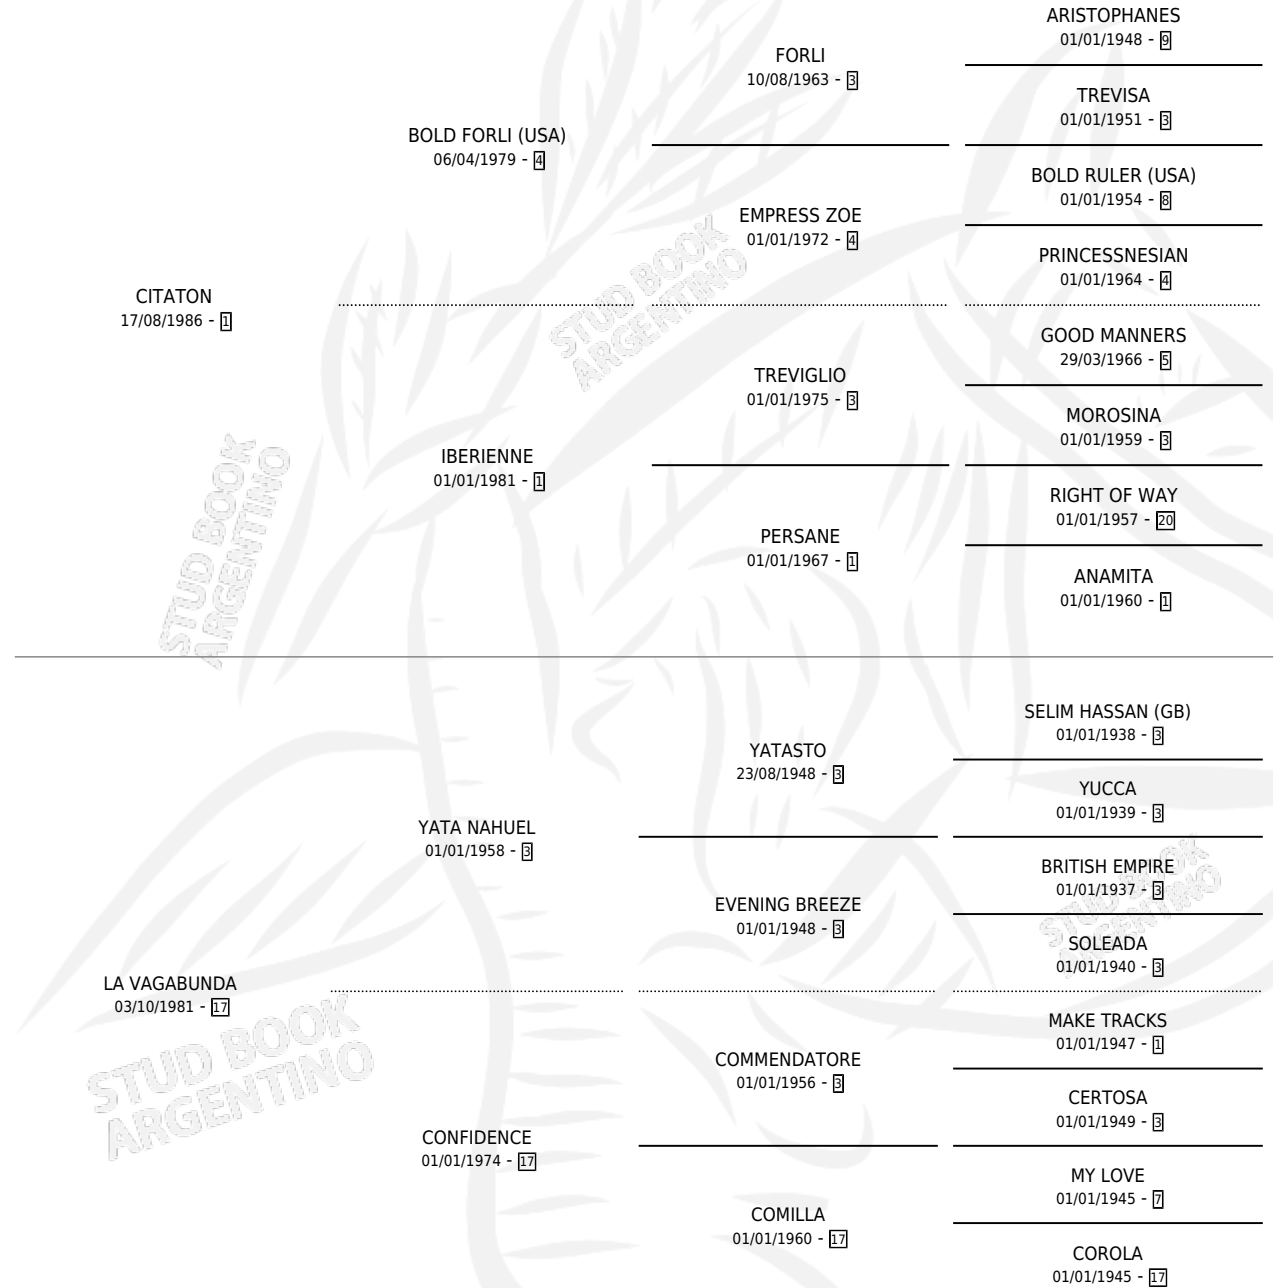 ARISTOPHANES
01/01/1948 - 9
FORLI
10/08/1963 - 3
TREVISA
01/01/1951 - 3
BOLD FORLI (USA)
06/04/1979 - 4
BOLD RULER (USA)
01/01/1954 - 8
EMPRESS ZOE
01/01/1972 - 4
PRINCESSNESIAN
01/01/1964 - 4
CITATON
17/08/1986 - 1
GOOD MANNERS
29/03/1966 - 5
TREVIGLIO
01/01/1975 - 3
MOROSINA
01/01/1959 - 3
IBERIENNE
01/01/1981 - 1
RIGHT OF WAY
01/01/1957 - 20
PERSANE
01/01/1967 - 1
ANAMITA
01/01/1960 - 1
SELIM HASSAN (GB)
01/01/1938 - 3
YATASTO
23/08/1948 - 3
YUCCA
01/01/1939 - 3
YATA NAHUEL
01/01/1958 - 3
BRITISH EMPIRE
01/01/1937 - 3
EVENING BREEZE
01/01/1948 - 3
SOLEADA
01/01/1940 - 3
LA VAGABUNDA
03/10/1981 - 17
MAKE TRACKS
01/01/1947 - 1
COMMENDATORE
01/01/1956 - 3
CERTOSA
01/01/1949 - 3
CONFIDENCE
01/01/1974 - 17
MY LOVE
01/01/1945 - 7
COMILLA
01/01/1960 - 17
COROLA
01/01/1945 - 17
STUD BOOK
ARGENTINO
STUD BOOK
ARGENTINO
STUD BOOK
ARGENTINO
STUD BOOK
ARGENTINO